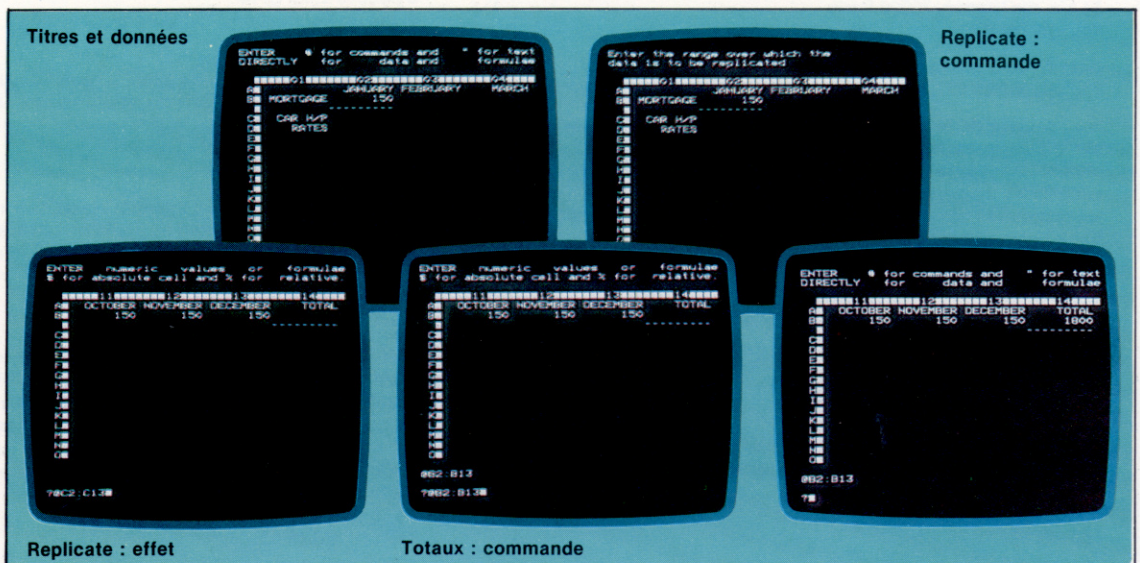 Titres et données
ENTER @ for commands and " for text
DIRECTLY for data and formulae
01 02 03 04
A JANUARY FEBRUARY MARCH
B MORTGAGE 150
C CAR H/P
D RATES
E
F
G
H
I
J
K
L
M
N
O
Replicate :
commande
Enter the range over which the
data is to be replicated
01 02 03 04
A JANUARY FEBRUARY MARCH
B MORTGAGE 150
C CAR H/P
D RATES
E
F
G
H
I
J
K
L
M
N
O
ENTER numeric values or formulae
$ for absolute cell and % for relative.
11 12 13 14
A OCTOBER NOVEMBER DECEMBER TOTAL
B 150 150 150
C
D
E
F
G
H
I
J
K
L
M
N
O
?@C2:C13
Replicate : effet
ENTER numeric values or formulae
$ for absolute cell and % for relative.
11 12 13 14
A OCTOBER NOVEMBER DECEMBER TOTAL
B 150 150 150
C
D
E
F
G
H
I
J
K
L
M
N
O
@B2:B13
?@B2:B13
Totaux : commande
ENTER @ for commands and " for text
DIRECTLY for data and formulae
11 12 13 14
A OCTOBER NOVEMBER DECEMBER TOTAL
B 150 150 150 1800
C
D
E
F
G
H
I
J
K
L
M
N
O
@B2:B13
?